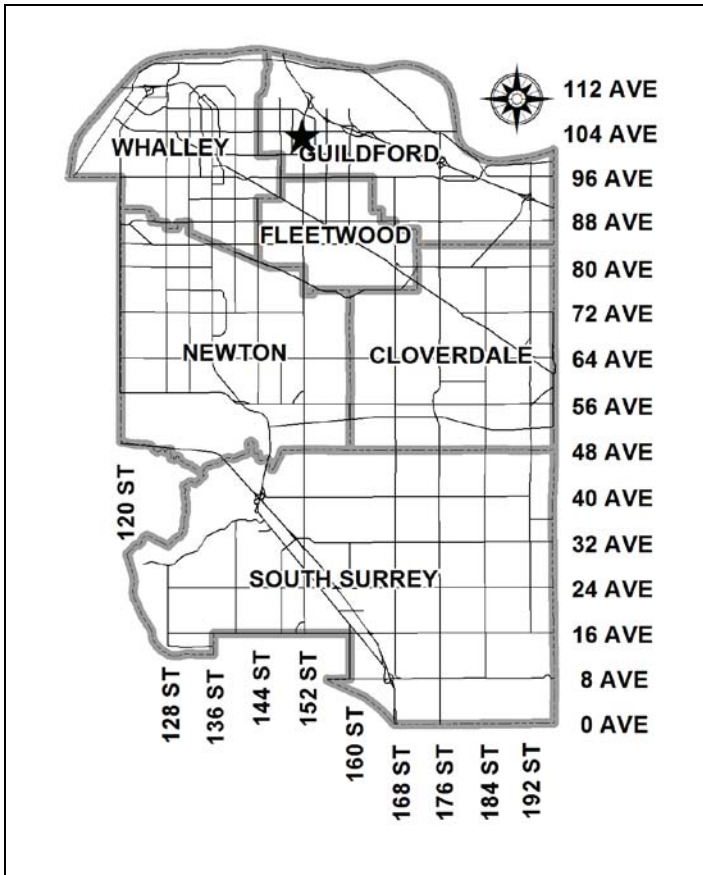 112 AVE
104 AVE
WHALLEY
GUILDFORD
96 AVE
88 AVE
FLEETWOOD
80 AVE
72 AVE
NEWTON
CLOVERDALE
64 AVE
56 AVE
48 AVE
120 ST
40 AVE
32 AVE
SOUTH SURREY
24 AVE
16 AVE
8 AVE
0 AVE
128 ST
136 ST
144 ST
152 ST
160 ST
168 ST
176 ST
184 ST
192 ST